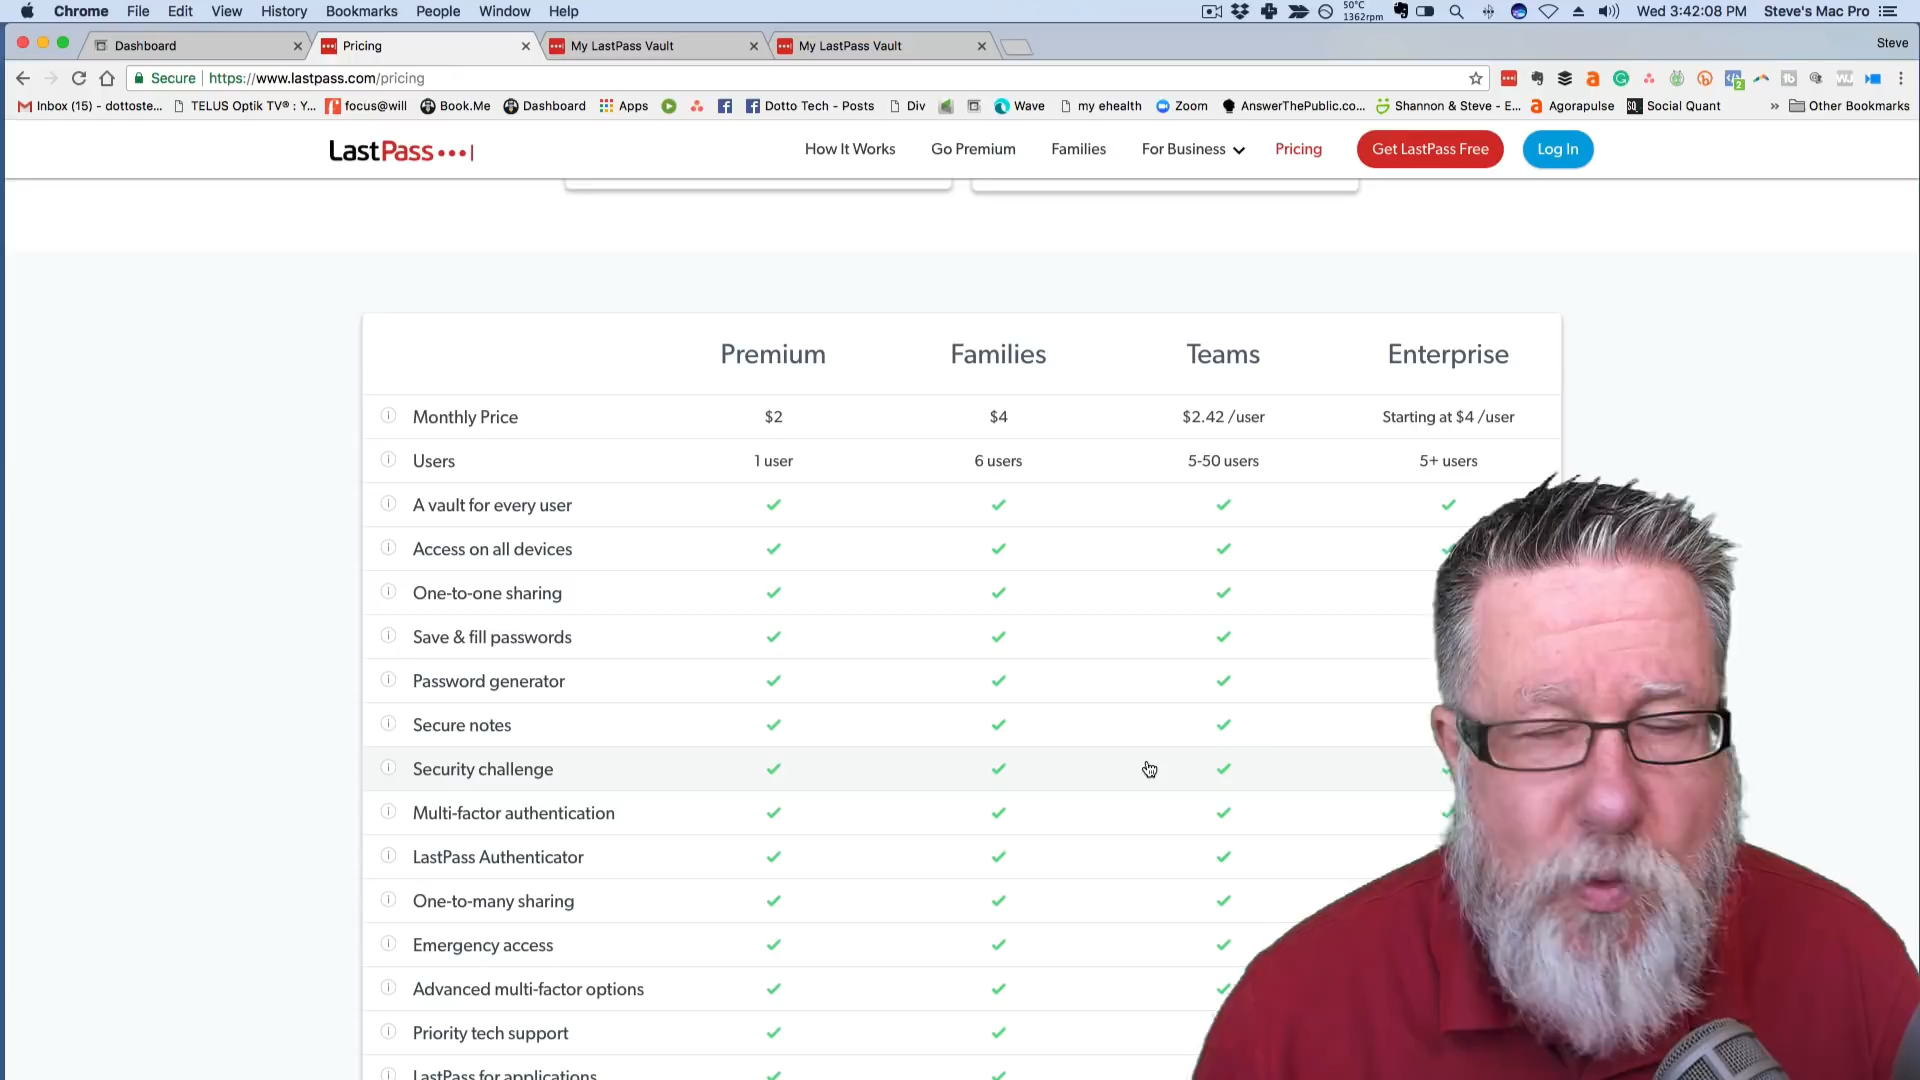 Chrome File Edit View History Bookmarks People Window Help 50°C 1362rpm Wed 3:42:08 PM Steve's Mac Pro
Dashboard Pricing My LastPass Vault My LastPass Vault Steve
Secure https://www.lastpass.com/pricing
Inbox (15) - dottoste... TELUS Optik TV® : Y... focus@will Book.Me Dashboard Apps Dotto Tech - Posts Div Wave my ehealth Zoom AnswerThePublic.co... Shannon & Steve - E... Agorapulse Social Quant » Other Bookmarks
LastPass How It Works Go Premium Families For Business Pricing Get LastPass Free Log In
Premium Families Teams Enterprise
Monthly Price $2 $4 $2.42 /user Starting at $4 /user
Users 1 user 6 users 5-50 users 5+ users
A vault for every user
Access on all devices
One-to-one sharing
Save & fill passwords
Password generator
Secure notes
Security challenge
Multi-factor authentication
LastPass Authenticator
One-to-many sharing
Emergency access
Advanced multi-factor options
Priority tech support
LastPass for applications